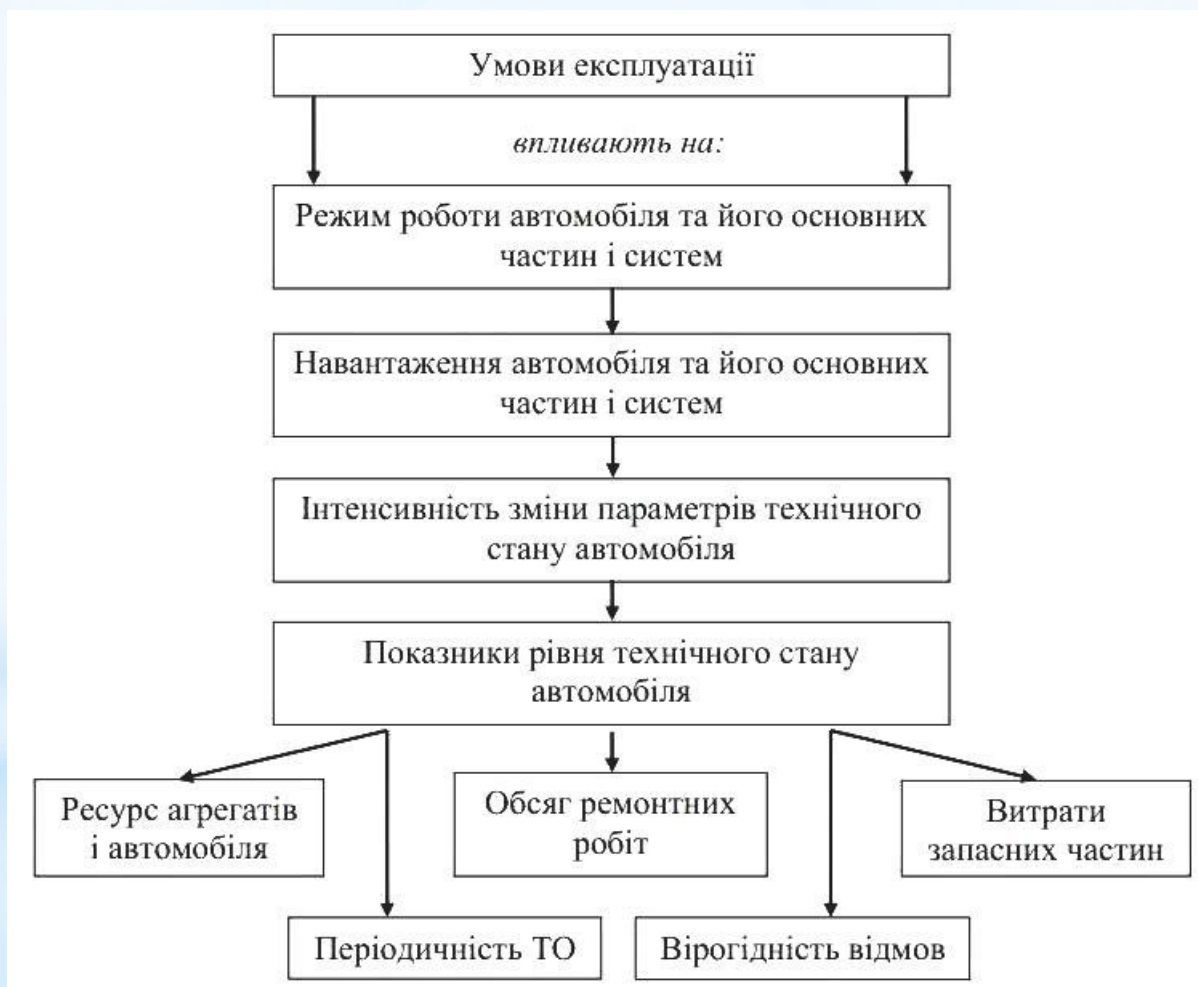 Умови експлуатації
впливають на:
Режим роботи автомобіля та його основних
частин і систем
Навантаження автомобіля та його основних
частин і систем
Інтенсивність зміни параметрів технічного
стану автомобіля
Показники рівня технічного стану
автомобіля
Ресурс агрегатів
і автомобіля
Обсяг ремонтних
робіт
Витрати
запасних частин
Періодичність ТО
Вірогідність відмов